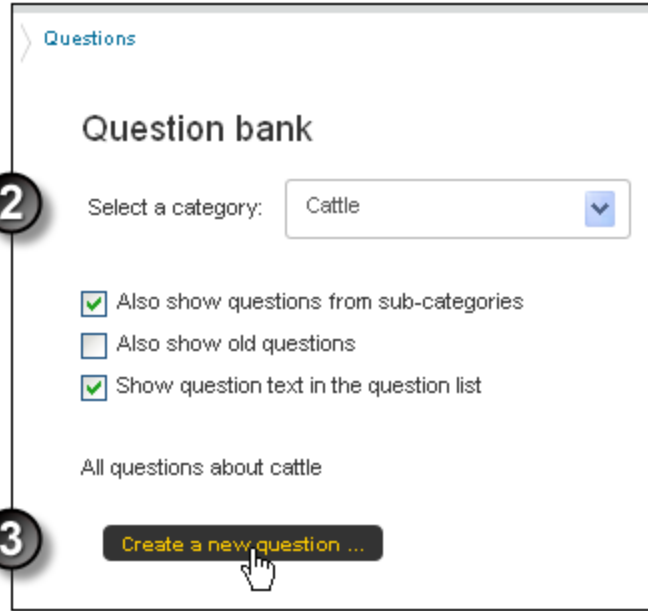 Questions
Question bank
2
Select a category: Cattle
Also show questions from sub-categories
Also show old questions
Show question text in the question list
All questions about cattle
3
Create a new question ...